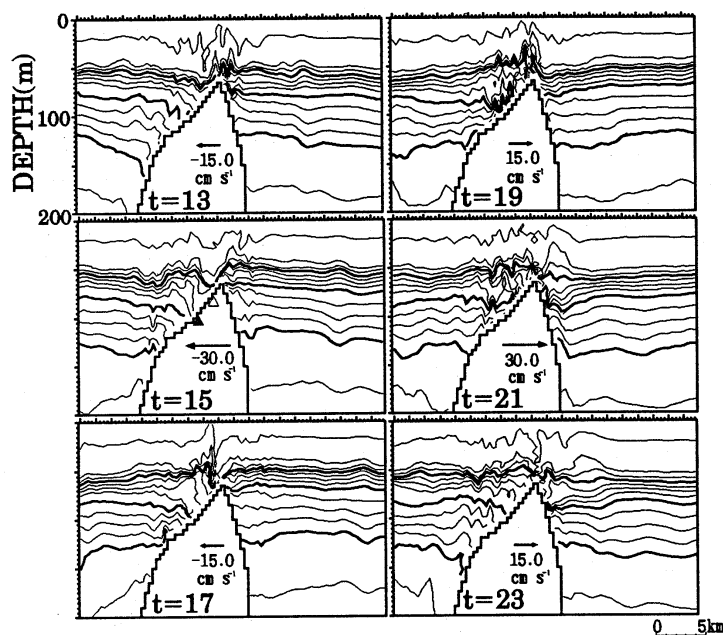 0
100
200
DEPTH(m)
-15.0
cm s⁻¹
t=13
15.0
cm s⁻¹
t=19
-30.0
cm s⁻¹
t=15
30.0
cm s⁻¹
t=21
-15.0
cm s⁻¹
t=17
15.0
cm s⁻¹
t=23
0 5km